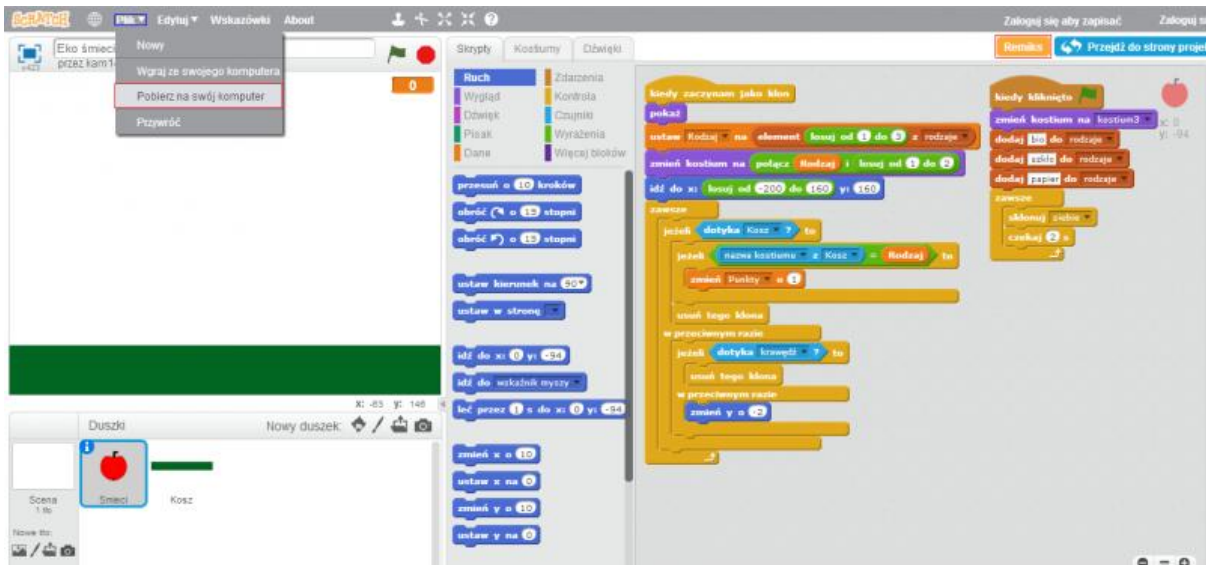 SCRATCH Plik Edytuj Wskazówki About Zaloguj się aby zapisać Zaloguj
Nowy
Wgraj ze swojego komputera
Pobierz na swój komputer
Przywróć
Eko śmieci
przez kam1
v423
0
Skrypty Kostiumy Dźwięki
Remiks Przejdź do strony projek
Ruch Zdarzenia
Wygląd Kontrola
Dźwięk Czujniki
Pisak Wyrażenia
Dane Więcej bloków
przesuń o 10 kroków
obróć o 15 stopni
obróć o 15 stopni
ustaw kierunek na 90
ustaw w stronę
idź do x: 0 y: -94
idź do wskaźnik myszy
leć przez 1 s do x: 0 y: -94
zmień x o 10
ustaw x na 0
zmień y o 10
ustaw y na 0
kiedy zaczynam jako klon
pokaż
ustaw Rodzaj na element losuj od 1 do 3 z rodzaje
zmień kostium na połącz Rodzaj i losuj od 1 do 2
idź do x: losuj od -200 do 160 y: 160
zawsze
jeżeli dotyka Kosz ? to
jeżeli nazwa kostiumu z Kosz = Rodzaj to
zmień Punkty o 1
usuń tego klona
w przeciwnym razie
jeżeli dotyka krawędź ? to
usuń tego klona
w przeciwnym razie
zmień y o -2
kiedy kliknięto
zmień kostium na kostium3
dodaj bio do rodzaje
dodaj szkło do rodzaje
dodaj papier do rodzaje
zawsze
sklonuj siebie
czekaj 2 s
x: 0
y: -94
x: -83 y: 146
Duszki Nowy duszek:
Scena
1 tło
Śmieci Kosz
Nowe tło: